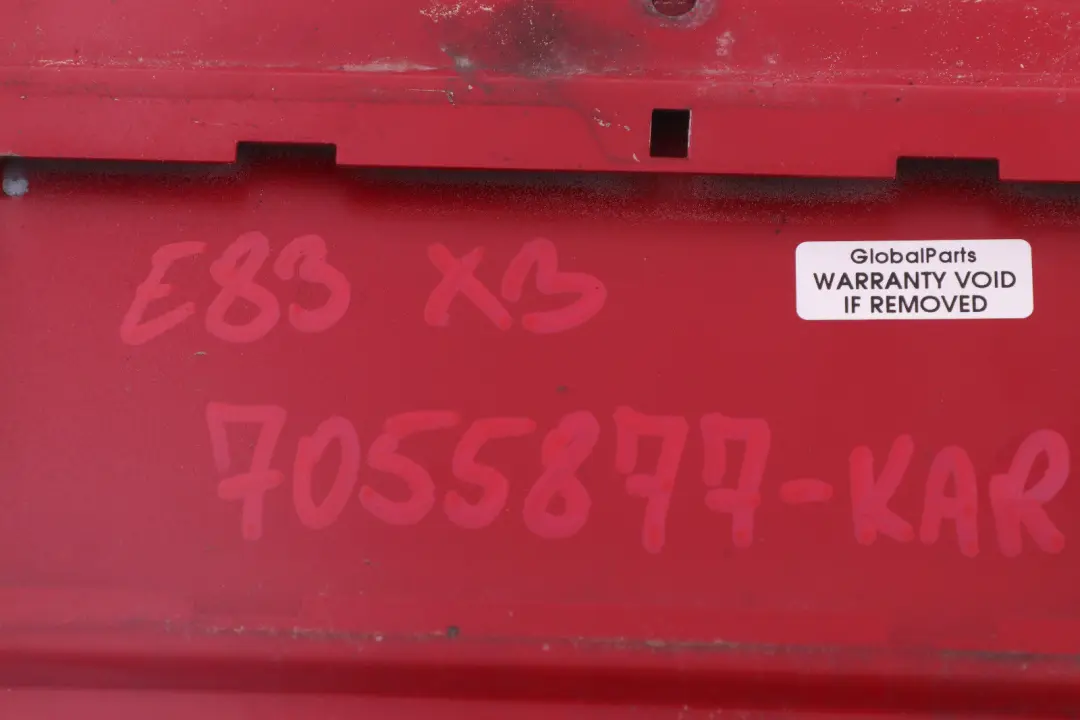 E83 X3
GlobalParts
WARRANTY VOID
IF REMOVED
7055877-KAR